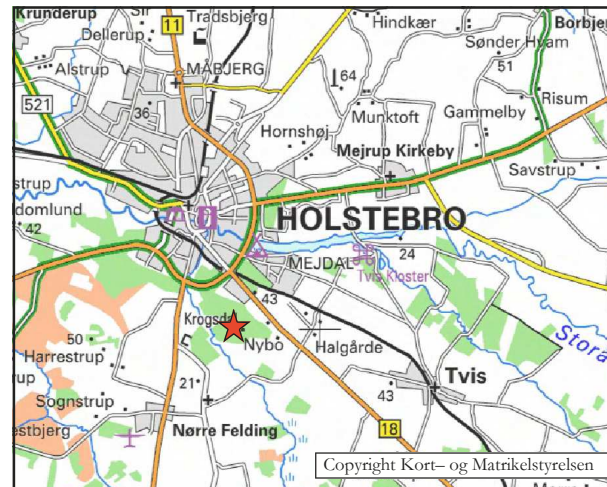 Krunderup
Dellerup
11
Tradsbjerg
Hindkær
Borbje
Sønder Hvam
51
Alstrup
MÅBJERG
64
Risum
521
36
Munktoft
Gammelby
Hornshøj
Mejrup Kirkeby
Savstrup
strup
domlund
42
HOLSTEBRO
24
MEJDAL
Tvis Kloster
43
Stora
Krogsd
50
Nybo
Halgårde
Harrestrup
Tvis
21
43
Sognstrup
estbjerg
Nørre Felding
18
Copyright Kort– og Matrikelstyrelsen